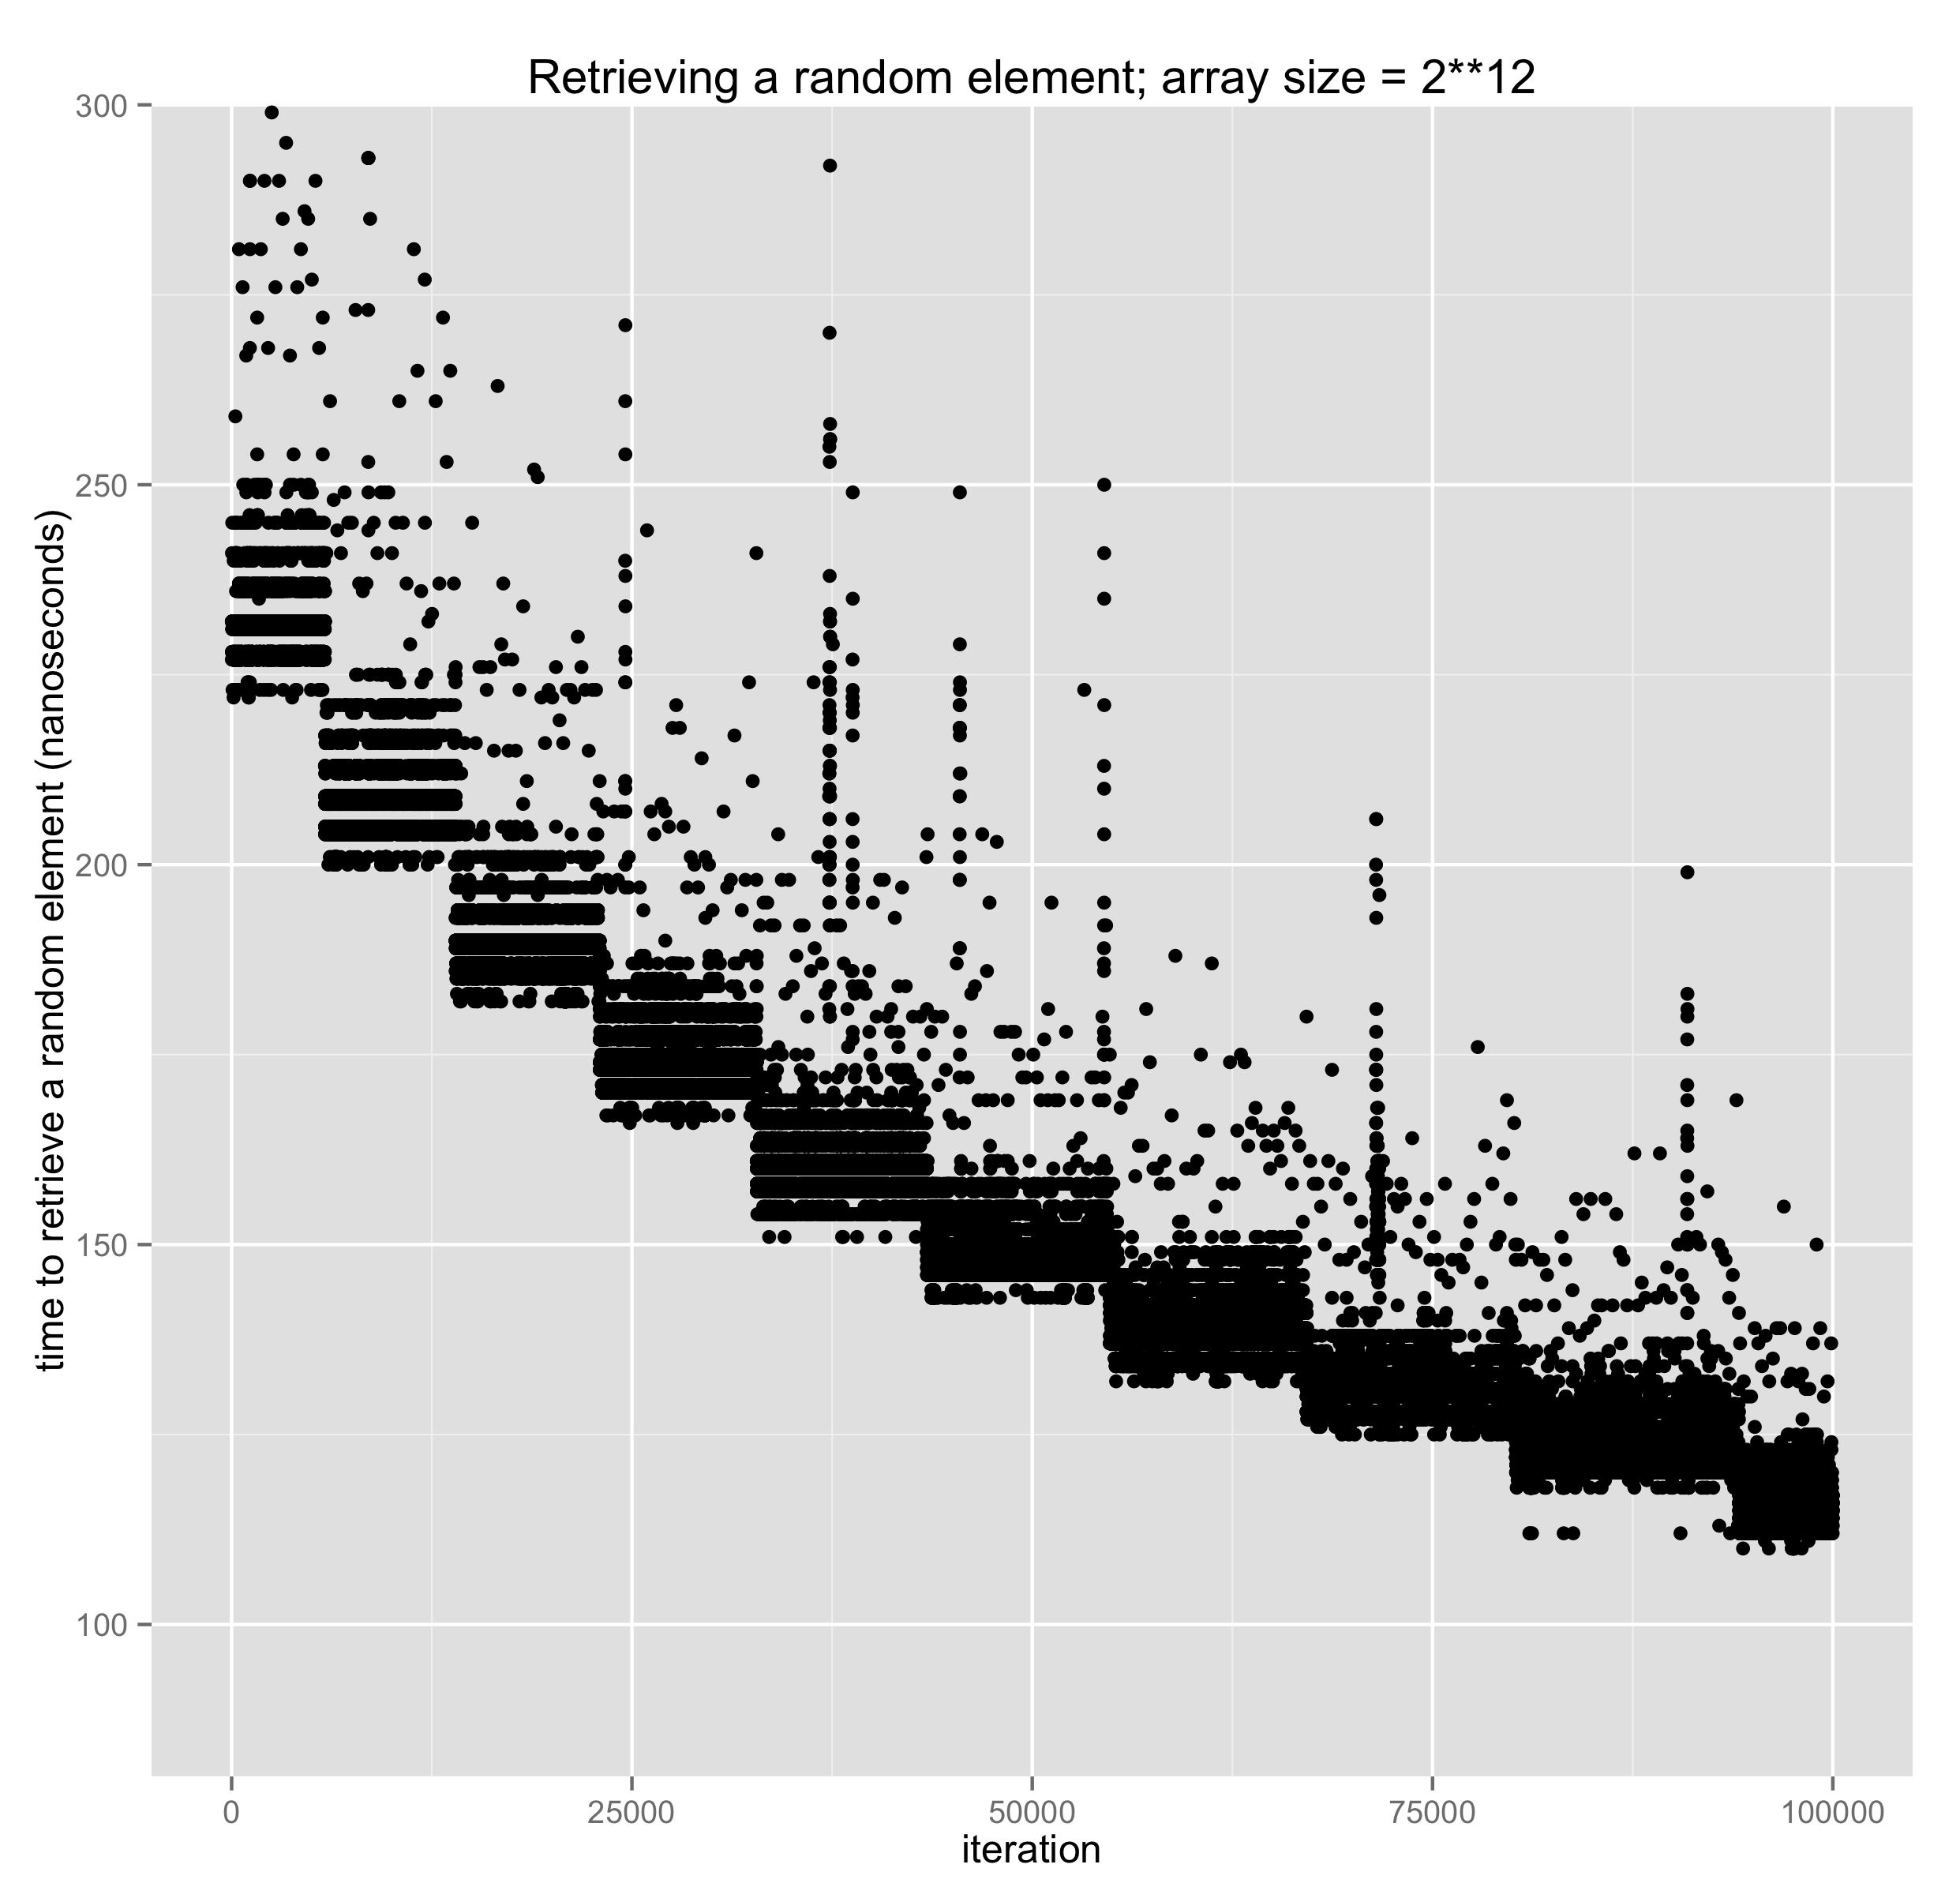 Retrieving a random element; array size = 2**12
300
250
200
150
100
time to retrieve a random element (nanoseconds)
0 25000 50000 75000 100000
iteration